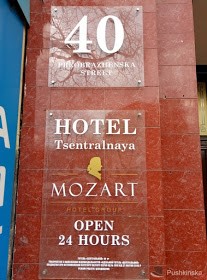 40
PREOBRAZHENSKA
STREET
HOTEL
Tsentralnaya
MOZART
HOTEL GROUP
OPEN
24 HOURS
Pushkinska